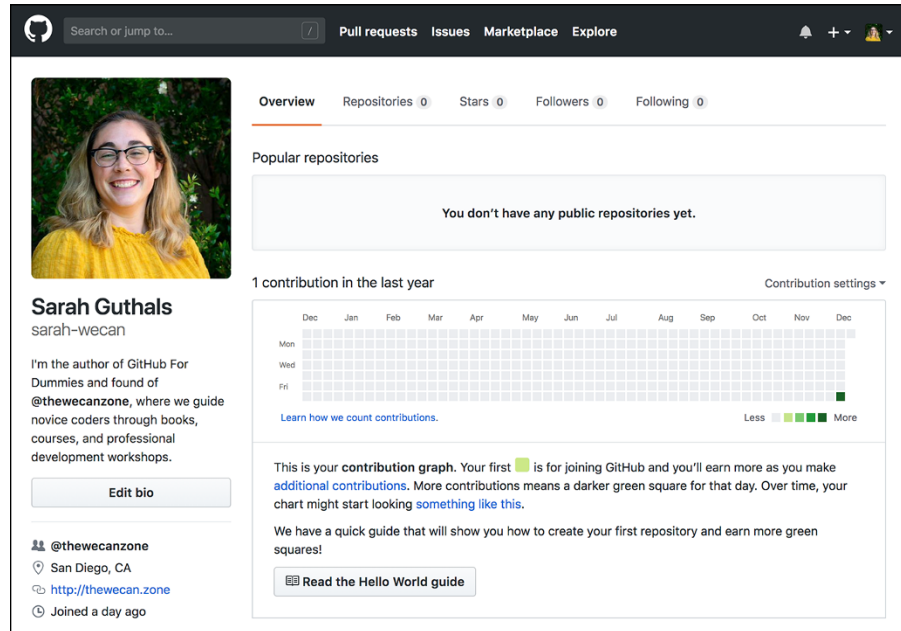 Search or jump to... /
Pull requests Issues Marketplace Explore
Overview Repositories 0 Stars 0 Followers 0 Following 0
Popular repositories
You don't have any public repositories yet.
1 contribution in the last year
Contribution settings
Dec Jan Feb Mar Apr May Jun Jul Aug Sep Oct Nov Dec
Mon
Wed
Fri
Learn how we count contributions.
Less More
This is your contribution graph. Your first is for joining GitHub and you'll earn more as you make
additional contributions. More contributions means a darker green square for that day. Over time, your
chart might start looking something like this.
We have a quick guide that will show you how to create your first repository and earn more green
squares!
Read the Hello World guide
Sarah Guthals
sarah-wecan
I'm the author of GitHub For
Dummies and found of
@thewecanzone, where we guide
novice coders through books,
courses, and professional
development workshops.
Edit bio
@thewecanzone
San Diego, CA
http://thewecan.zone
Joined a day ago